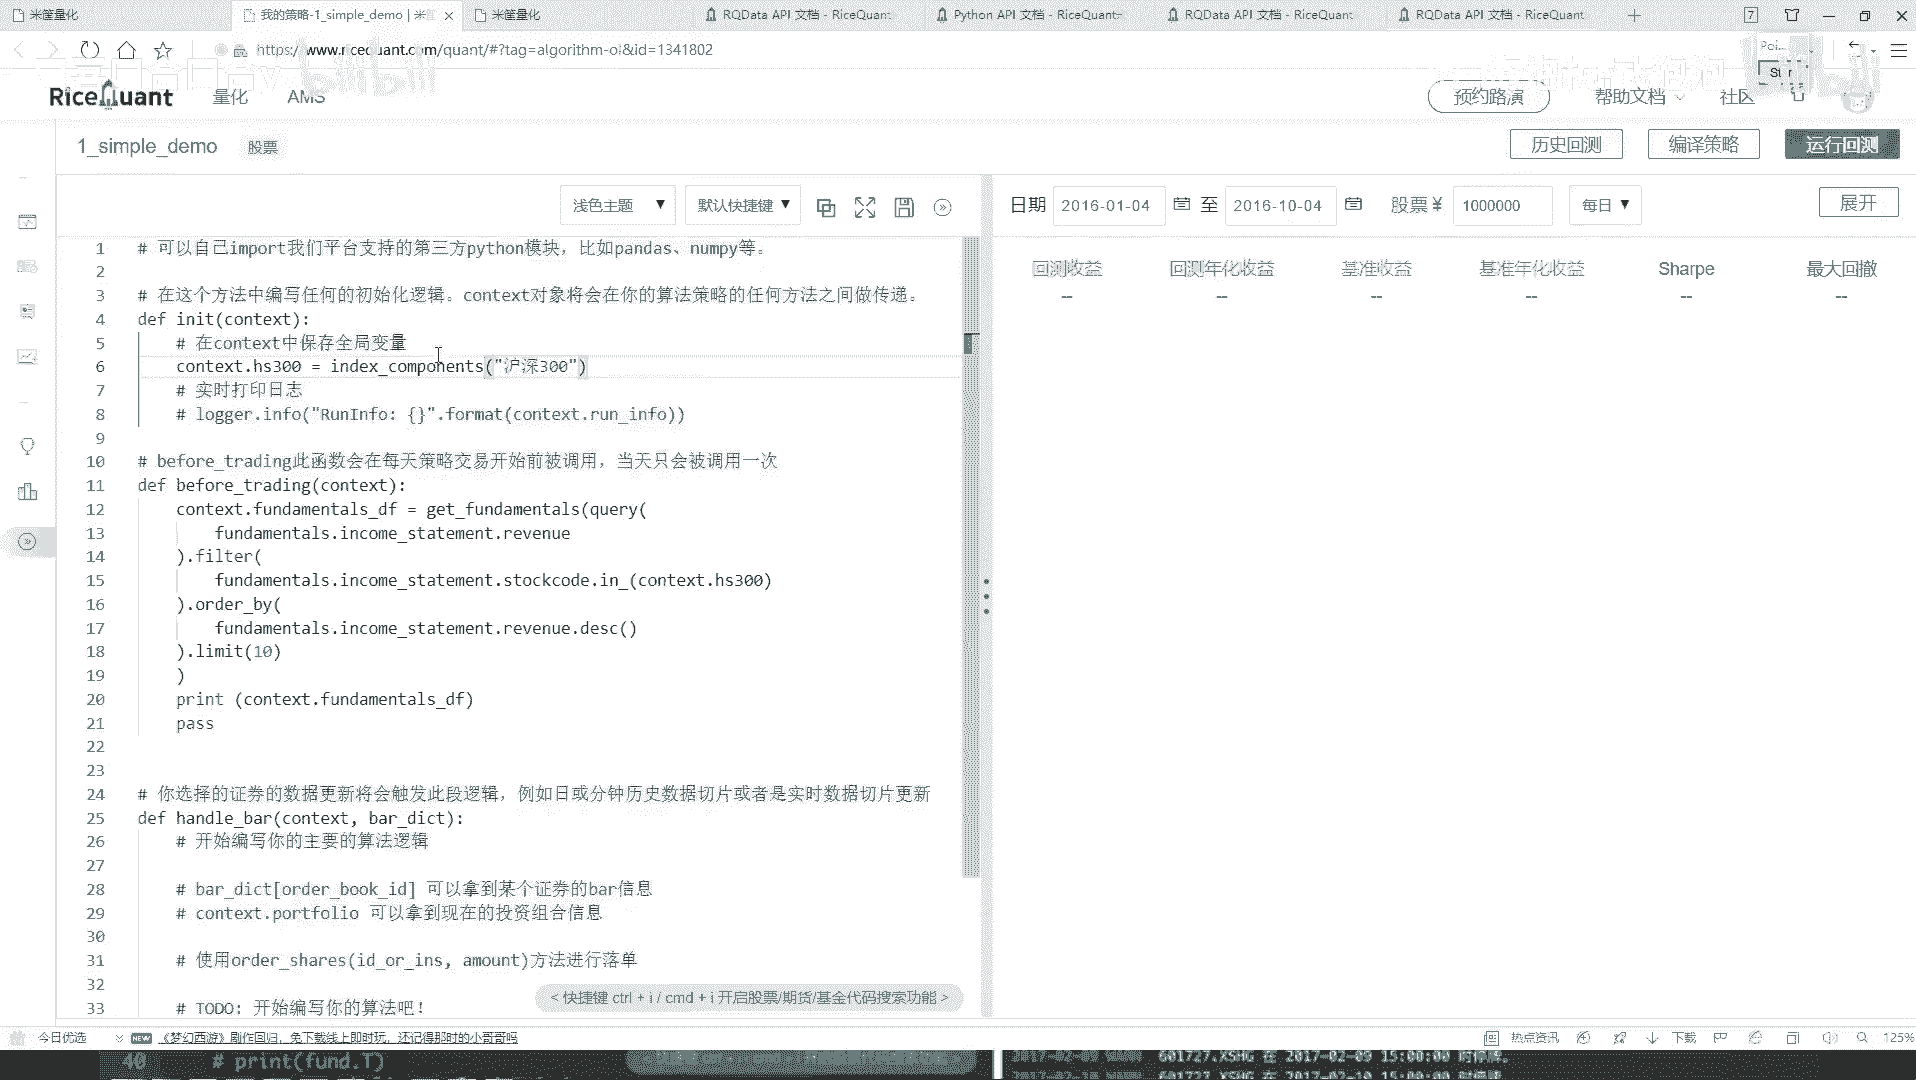 米筐量化
我的策略-1_simple_demo | 米筐
米筐量化
RQData API 文档 - RiceQuant
Python API 文档 - RiceQuant
RQData API 文档 - RiceQuant
RQData API 文档 - RiceQuant
7
https://www.ricequant.com/quant/#?tag=algorithm-ol&id=1341802
bilibili
RiceQuant
量化
AMS
预约路演
帮助文档
社区
1_simple_demo
股票
历史回测
编译策略
运行回测
浅色主题 ▼
默认快捷键 ▼
日期 2016-01-04 至 2016-10-04 股票 ¥ 1000000 每日 ▼
展开
回测收益 回测年化收益 基准收益 基准年化收益 Sharpe 最大回撤
-- -- -- -- -- --
1 # 可以自己import我们平台支持的第三方python模块，比如pandas、numpy等。
2
3 # 在这个方法中编写任何的初始化逻辑。context对象将会在你的算法策略的任何方法之间做传递。
4 def init(context):
5     # 在context中保存全局变量
6     context.hs300 = index_components("沪深300")
7     # 实时打印日志
8     # logger.info("RunInfo: {}".format(context.run_info))
9
10 # before_trading此函数会在每天策略交易开始前被调用，当天只会被调用一次
11 def before_trading(context):
12     context.fundamentals_df = get_fundamentals(query(
13         fundamentals.income_statement.revenue
14     ).filter(
15         fundamentals.income_statement.stockcode.in_(context.hs300)
16     ).order_by(
17         fundamentals.income_statement.revenue.desc()
18     ).limit(10)
19     )
20     print (context.fundamentals_df)
21     pass
22
23
24 # 你选择的证券的数据更新将会触发此段逻辑，例如日或分钟历史数据切片或者是实时数据切片更新
25 def handle_bar(context, bar_dict):
26     # 开始编写你的主要的算法逻辑
27
28     # bar_dict[order_book_id] 可以拿到某个证券的bar信息
29     # context.portfolio 可以拿到现在的投资组合信息
30
31     # 使用order_shares(id_or_ins, amount)方法进行落单
32
33     # TODO: 开始编写你的算法吧！
< 快捷键 ctrl + i / cmd + i 开启股票/期货/基金代码搜索功能 >
今日优选
NEW 《梦幻西游》剧作回归，免下载线上即时玩，还记得那时的小哥哥吗
热点资讯
下载
125%
40 # print(fund.T)
601727.XSHG 在 2017-02-09 15:00:00 时停牌。
601727.XSHG 在 2017-02-10 15:00:00 时停牌。